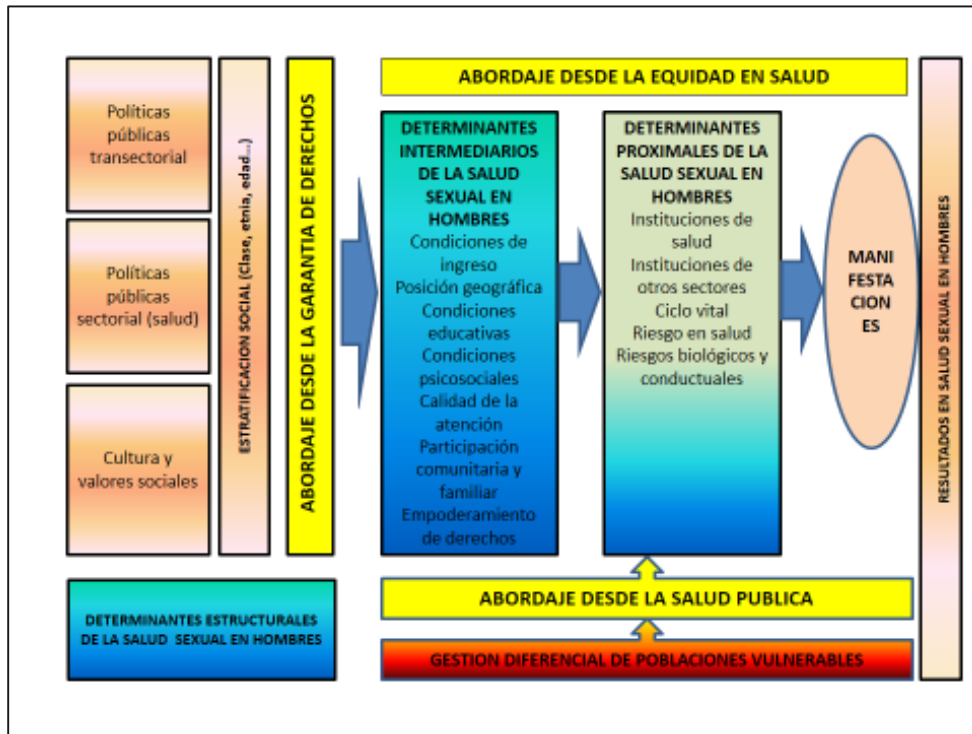 Políticas
públicas
transectorial
Políticas
públicas
sectorial (salud)
Cultura y
valores sociales
ESTRATIFICACION SOCIAL (Clase, etnia, edad...)
ABORDAJE DESDE LA GARANTIA DE DERECHOS
DETERMINANTES ESTRUCTURALES
DE LA SALUD SEXUAL EN HOMBRES
ABORDAJE DESDE LA EQUIDAD EN SALUD
DETERMINANTES
INTERMEDIARIOS
DE LA SALUD
SEXUAL EN
HOMBRES
Condiciones de
ingreso
Posición geográfica
Condiciones
educativas
Condiciones
psicosociales
Calidad de la
atención
Participación
comunitaria y
familiar
Empoderamiento
de derechos
DETERMINANTES
PROXIMALES DE LA
SALUD SEXUAL EN
HOMBRES
Instituciones de
salud
Instituciones de
otros sectores
Ciclo vital
Riesgo en salud
Riesgos biológicos y
conductuales
MANI
FESTA
CION
ES
ABORDAJE DESDE LA SALUD PUBLICA
GESTION DIFERENCIAL DE POBLACIONES VULNERABLES
RESULTADOS EN SALUD SEXUAL EN HOMBRES